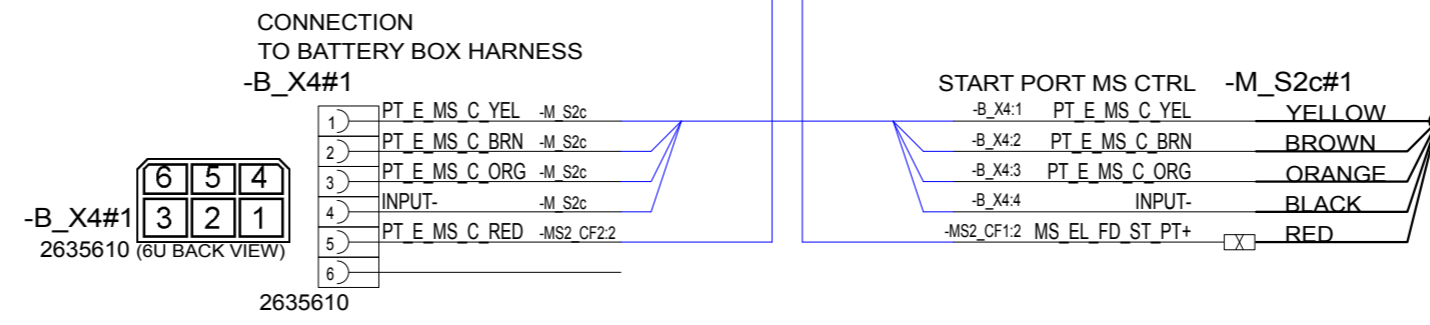 CONNECTION
TO BATTERY BOX HARNESS
-B_X4#1
1 PT_E_MS_C_YEL -M_S2c
2 PT_E_MS_C_BRN -M_S2c
3 PT_E_MS_C_ORG -M_S2c
4 INPUT- -M_S2c
5 PT_E_MS_C_RED -MS2_CF2:2
6
2635610
6 5 4
-B_X4#1 3 2 1
2635610 (6U BACK VIEW)
START PORT MS CTRL -M_S2c#1
-B_X4:1 PT_E_MS_C_YEL YELLOW
-B_X4:2 PT_E_MS_C_BRN BROWN
-B_X4:3 PT_E_MS_C_ORG ORANGE
-B_X4:4 INPUT- BLACK
-MS2_CF1:2 MS_EL_FD_ST_PT+ X RED